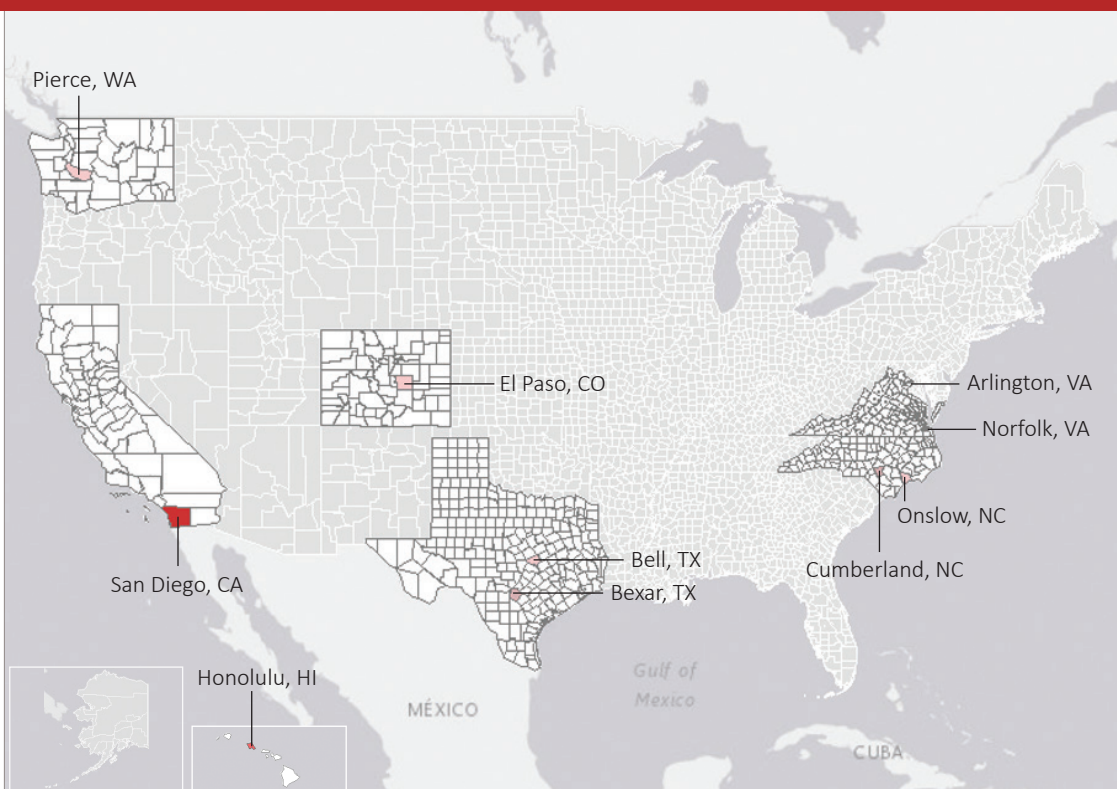 Pierce, WA
El Paso, CO
Arlington, VA
Norfolk, VA
Onslow, NC
Bell, TX
Cumberland, NC
San Diego, CA
Bexar, TX
Honolulu, HI
Gulf of
Mexico
MÉXICO
CUBA